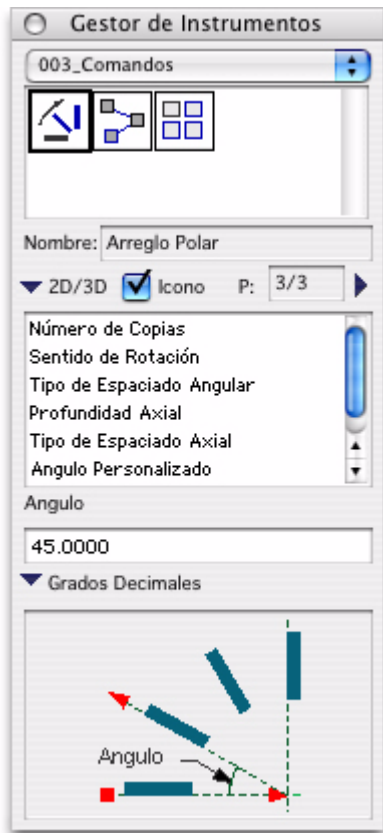 Gestor de Instrumentos
003_Comandos
Nombre: Arreglo Polar
2D/3D Icono P: 3/3
Número de Copias
Sentido de Rotación
Tipo de Espaciado Angular
Profundidad Axial
Tipo de Espaciado Axial
Angulo Personalizado
Angulo
45.0000
Grados Decimales
Angulo